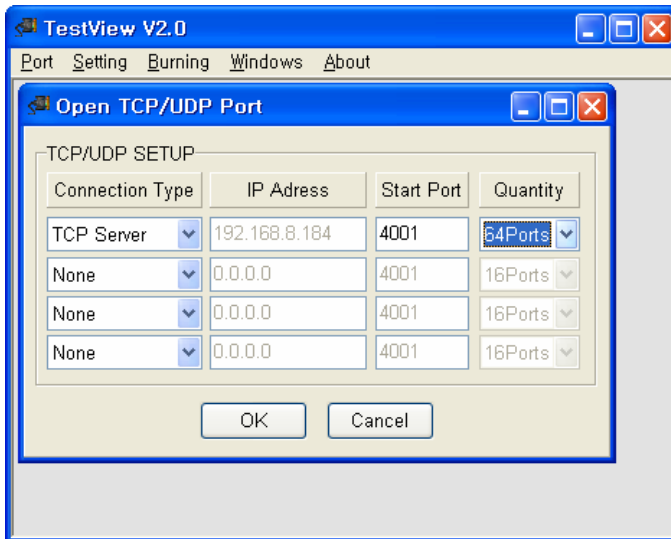 TestView V2.0
Port Setting Burning Windows About
Open TCP/UDP Port
TCP/UDP SETUP
Connection Type IP Adress Start Port Quantity
TCP Server 192.168.8.184 4001 64Ports
None 0.0.0.0 4001 16Ports
None 0.0.0.0 4001 16Ports
None 0.0.0.0 4001 16Ports
OK Cancel